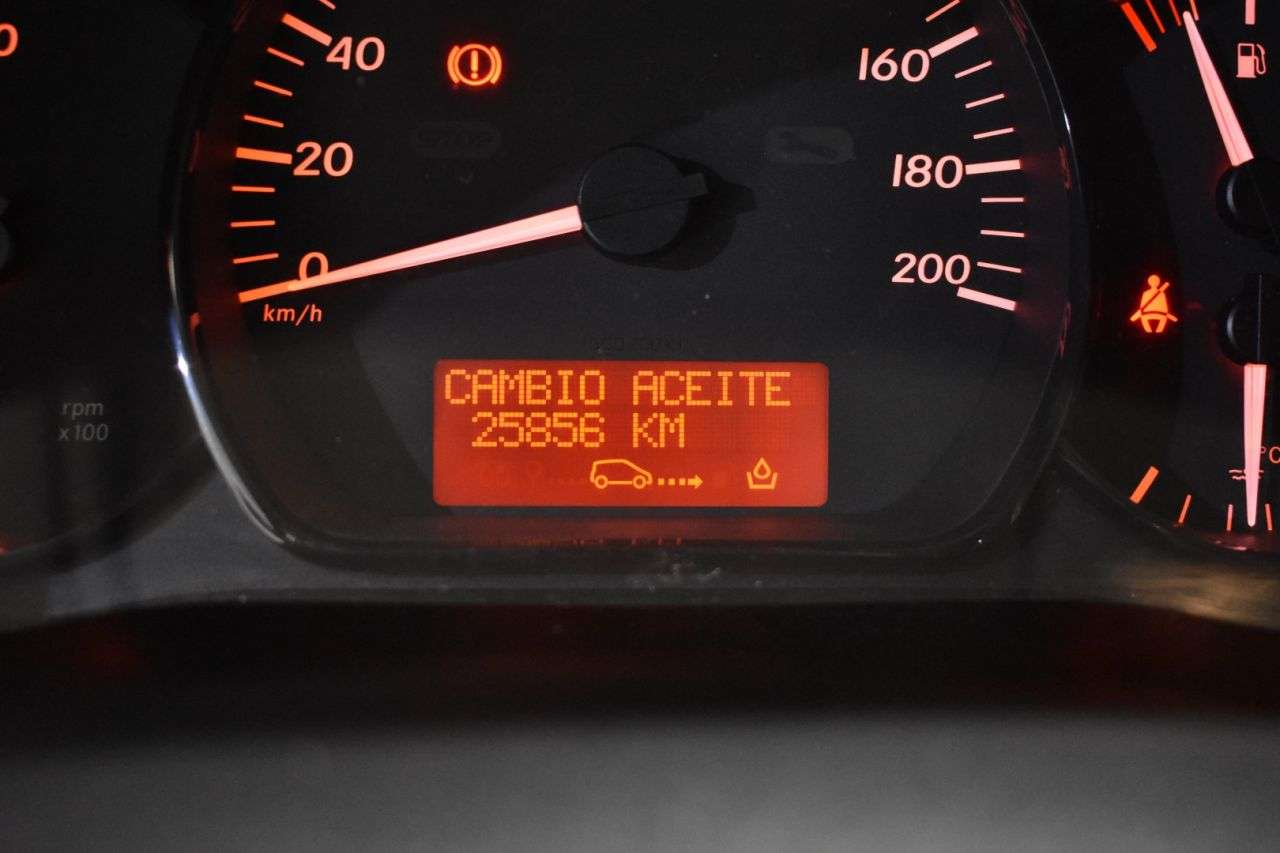 40
20
0
km/h
160
180
200
rpm
x100
CAMBIO ACEITE
25856 KM
°C